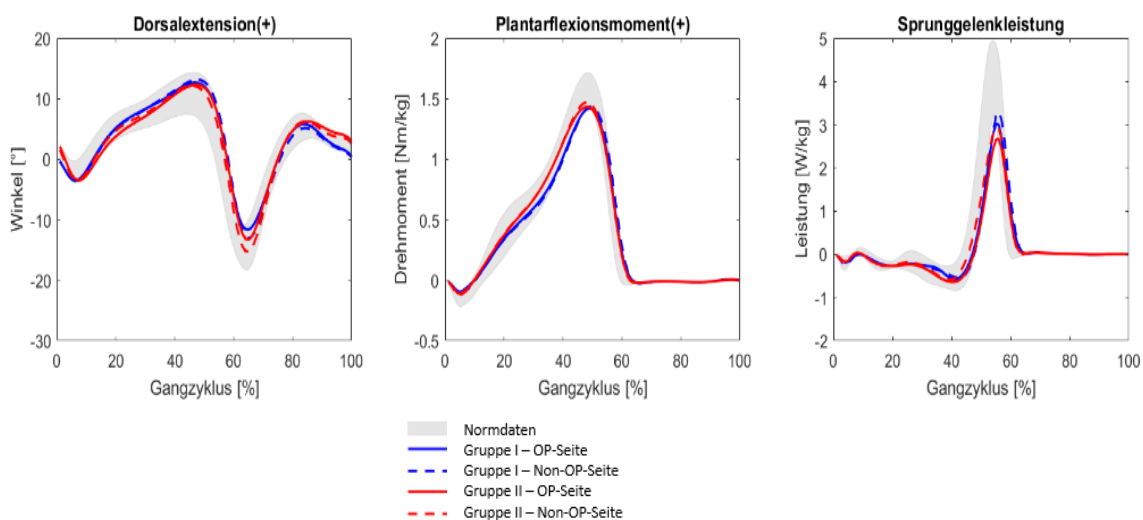 Dorsalextension(+)
20
10
0
-10
-20
-30
Winkel [°]
0 20 40 60 80 100
Gangzyklus [%]
Plantarflexionsmoment(+)
2
1.5
1
0.5
0
-0.5
Drehmoment [Nm/kg]
0 20 40 60 80 100
Gangzyklus [%]
Sprunggelenkleistung
5
4
3
2
1
0
-1
-2
Leistung [W/kg]
0 20 40 60 80 100
Gangzyklus [%]
Normdaten
Gruppe I – OP-Seite
Gruppe I – Non-OP-Seite
Gruppe II – OP-Seite
Gruppe II – Non-OP-Seite